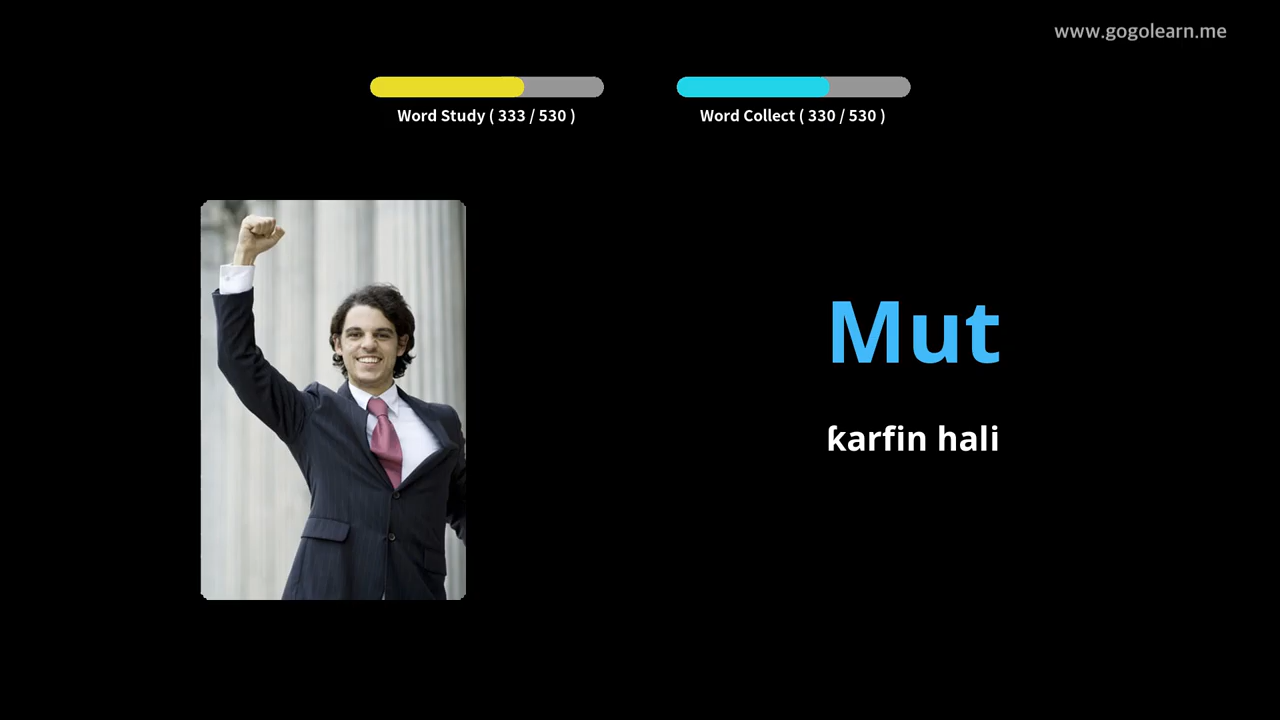 www.gogolearn.me
Word Study ( 333 / 530 )
Word Collect ( 330 / 530 )
Mut
ƙarfin hali